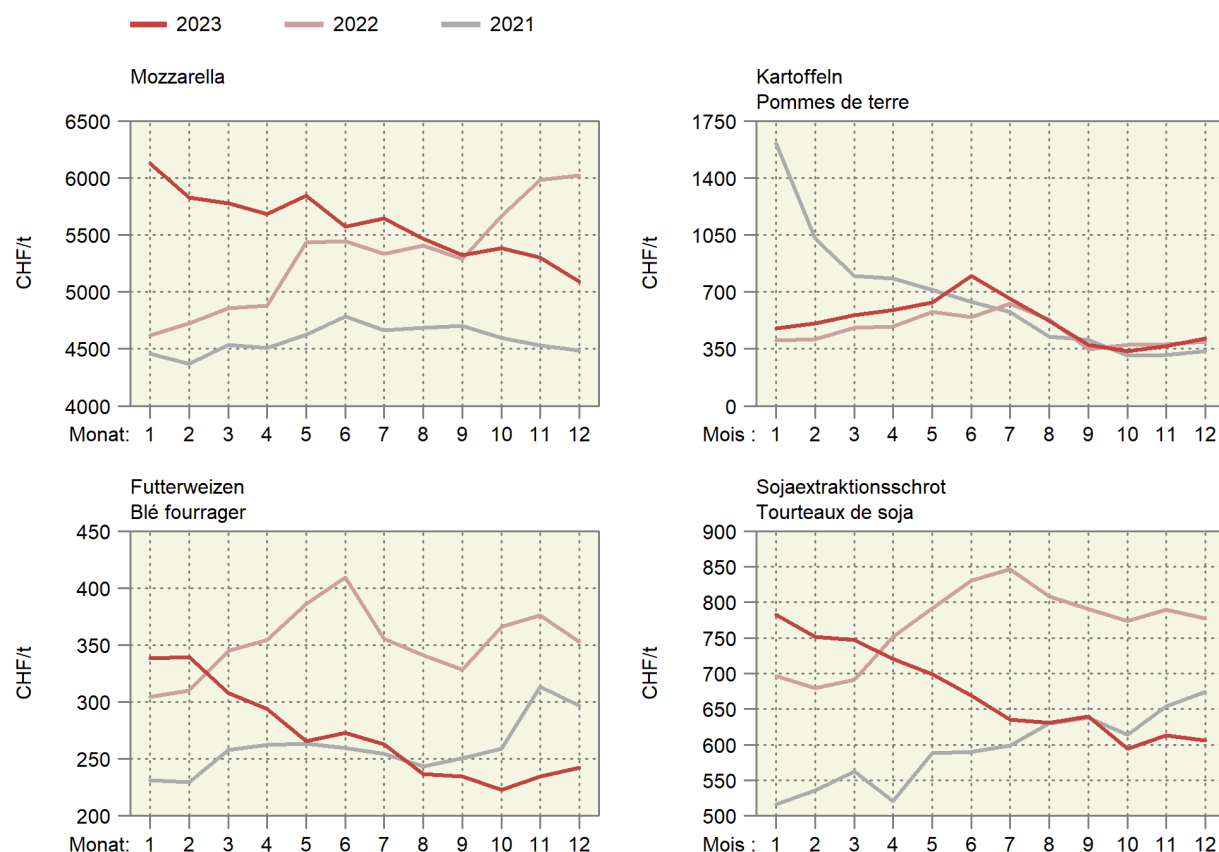 2023 2022 2021
Mozzarella
CHF/t
6500
6000
5500
5000
4500
4000
Monat: 1 2 3 4 5 6 7 8 9 10 11 12
Kartoffeln
Pommes de terre
CHF/t
1750
1400
1050
700
350
0
Mois : 1 2 3 4 5 6 7 8 9 10 11 12
Futterweizen
Blé fourrager
CHF/t
450
400
350
300
250
200
Monat: 1 2 3 4 5 6 7 8 9 10 11 12
Sojaextraktionsschrot
Tourteaux de soja
CHF/t
900
850
800
750
700
650
600
550
500
Mois : 1 2 3 4 5 6 7 8 9 10 11 12